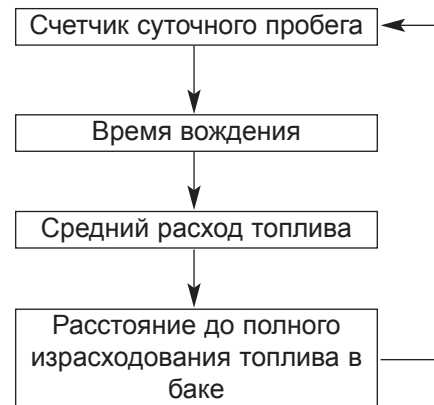 Счетчик суточного пробега
Время вождения
Средний расход топлива
Расстояние до полного
израсходования топлива в
баке